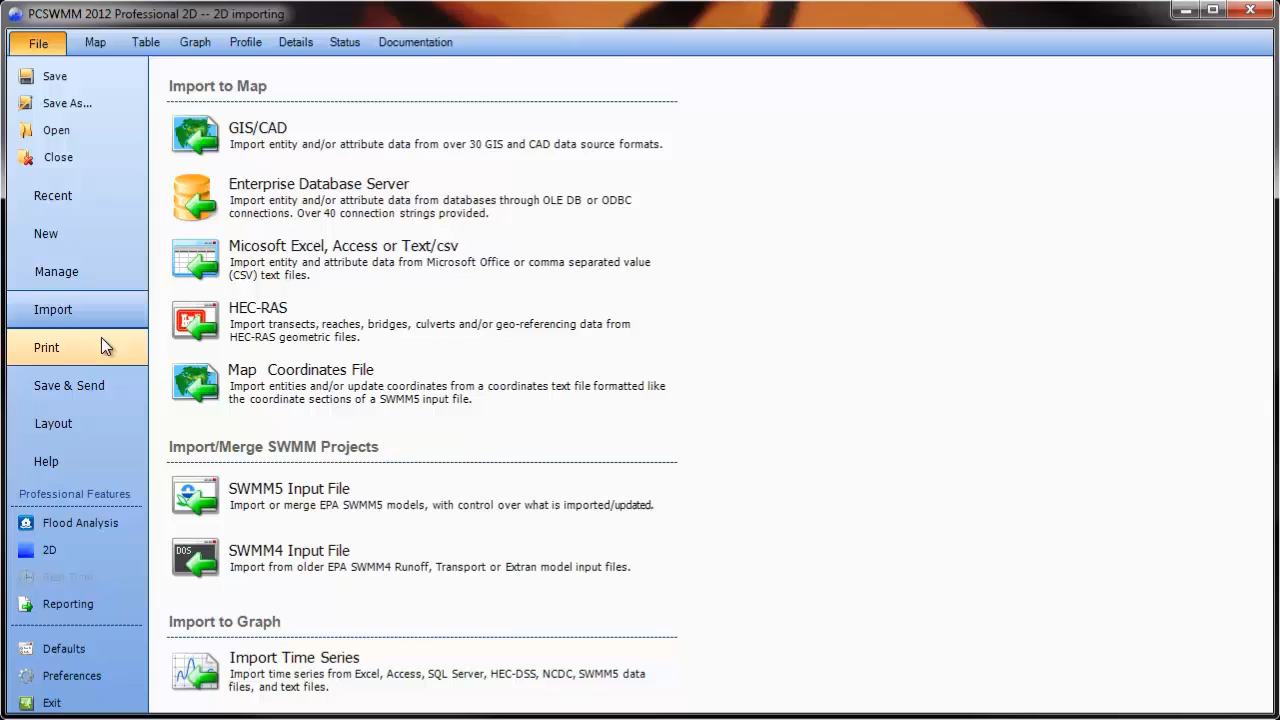 PCSWMM 2012 Professional 2D -- 2D importing
File Map Table Graph Profile Details Status Documentation
Save
Save As...
Open
Close
Recent
New
Manage
Import
Print
Save & Send
Layout
Help
Professional Features
Flood Analysis
2D
Real-Time
Reporting
Defaults
Preferences
Exit
Import to Map
GIS/CAD
Import entity and/or attribute data from over 30 GIS and CAD data source formats.
Enterprise Database Server
Import entity and/or attribute data from databases through OLE DB or ODBC
connections. Over 40 connection strings provided.
Micosoft Excel, Access or Text/csv
Import entity and attribute data from Microsoft Office or comma separated value
(CSV) text files.
HEC-RAS
Import transects, reaches, bridges, culverts and/or geo-referencing data from
HEC-RAS geometric files.
Map Coordinates File
Import entities and/or update coordinates from a coordinates text file formatted like
the coordinate sections of a SWMM5 input file.
Import/Merge SWMM Projects
SWMM5 Input File
Import or merge EPA SWMM5 models, with control over what is imported/updated.
DOS
SWMM4 Input File
Import from older EPA SWMM4 Runoff, Transport or Extran model input files.
Import to Graph
Import Time Series
Import time series from Excel, Access, SQL Server, HEC-DSS, NCDC, SWMM5 data
files, and text files.